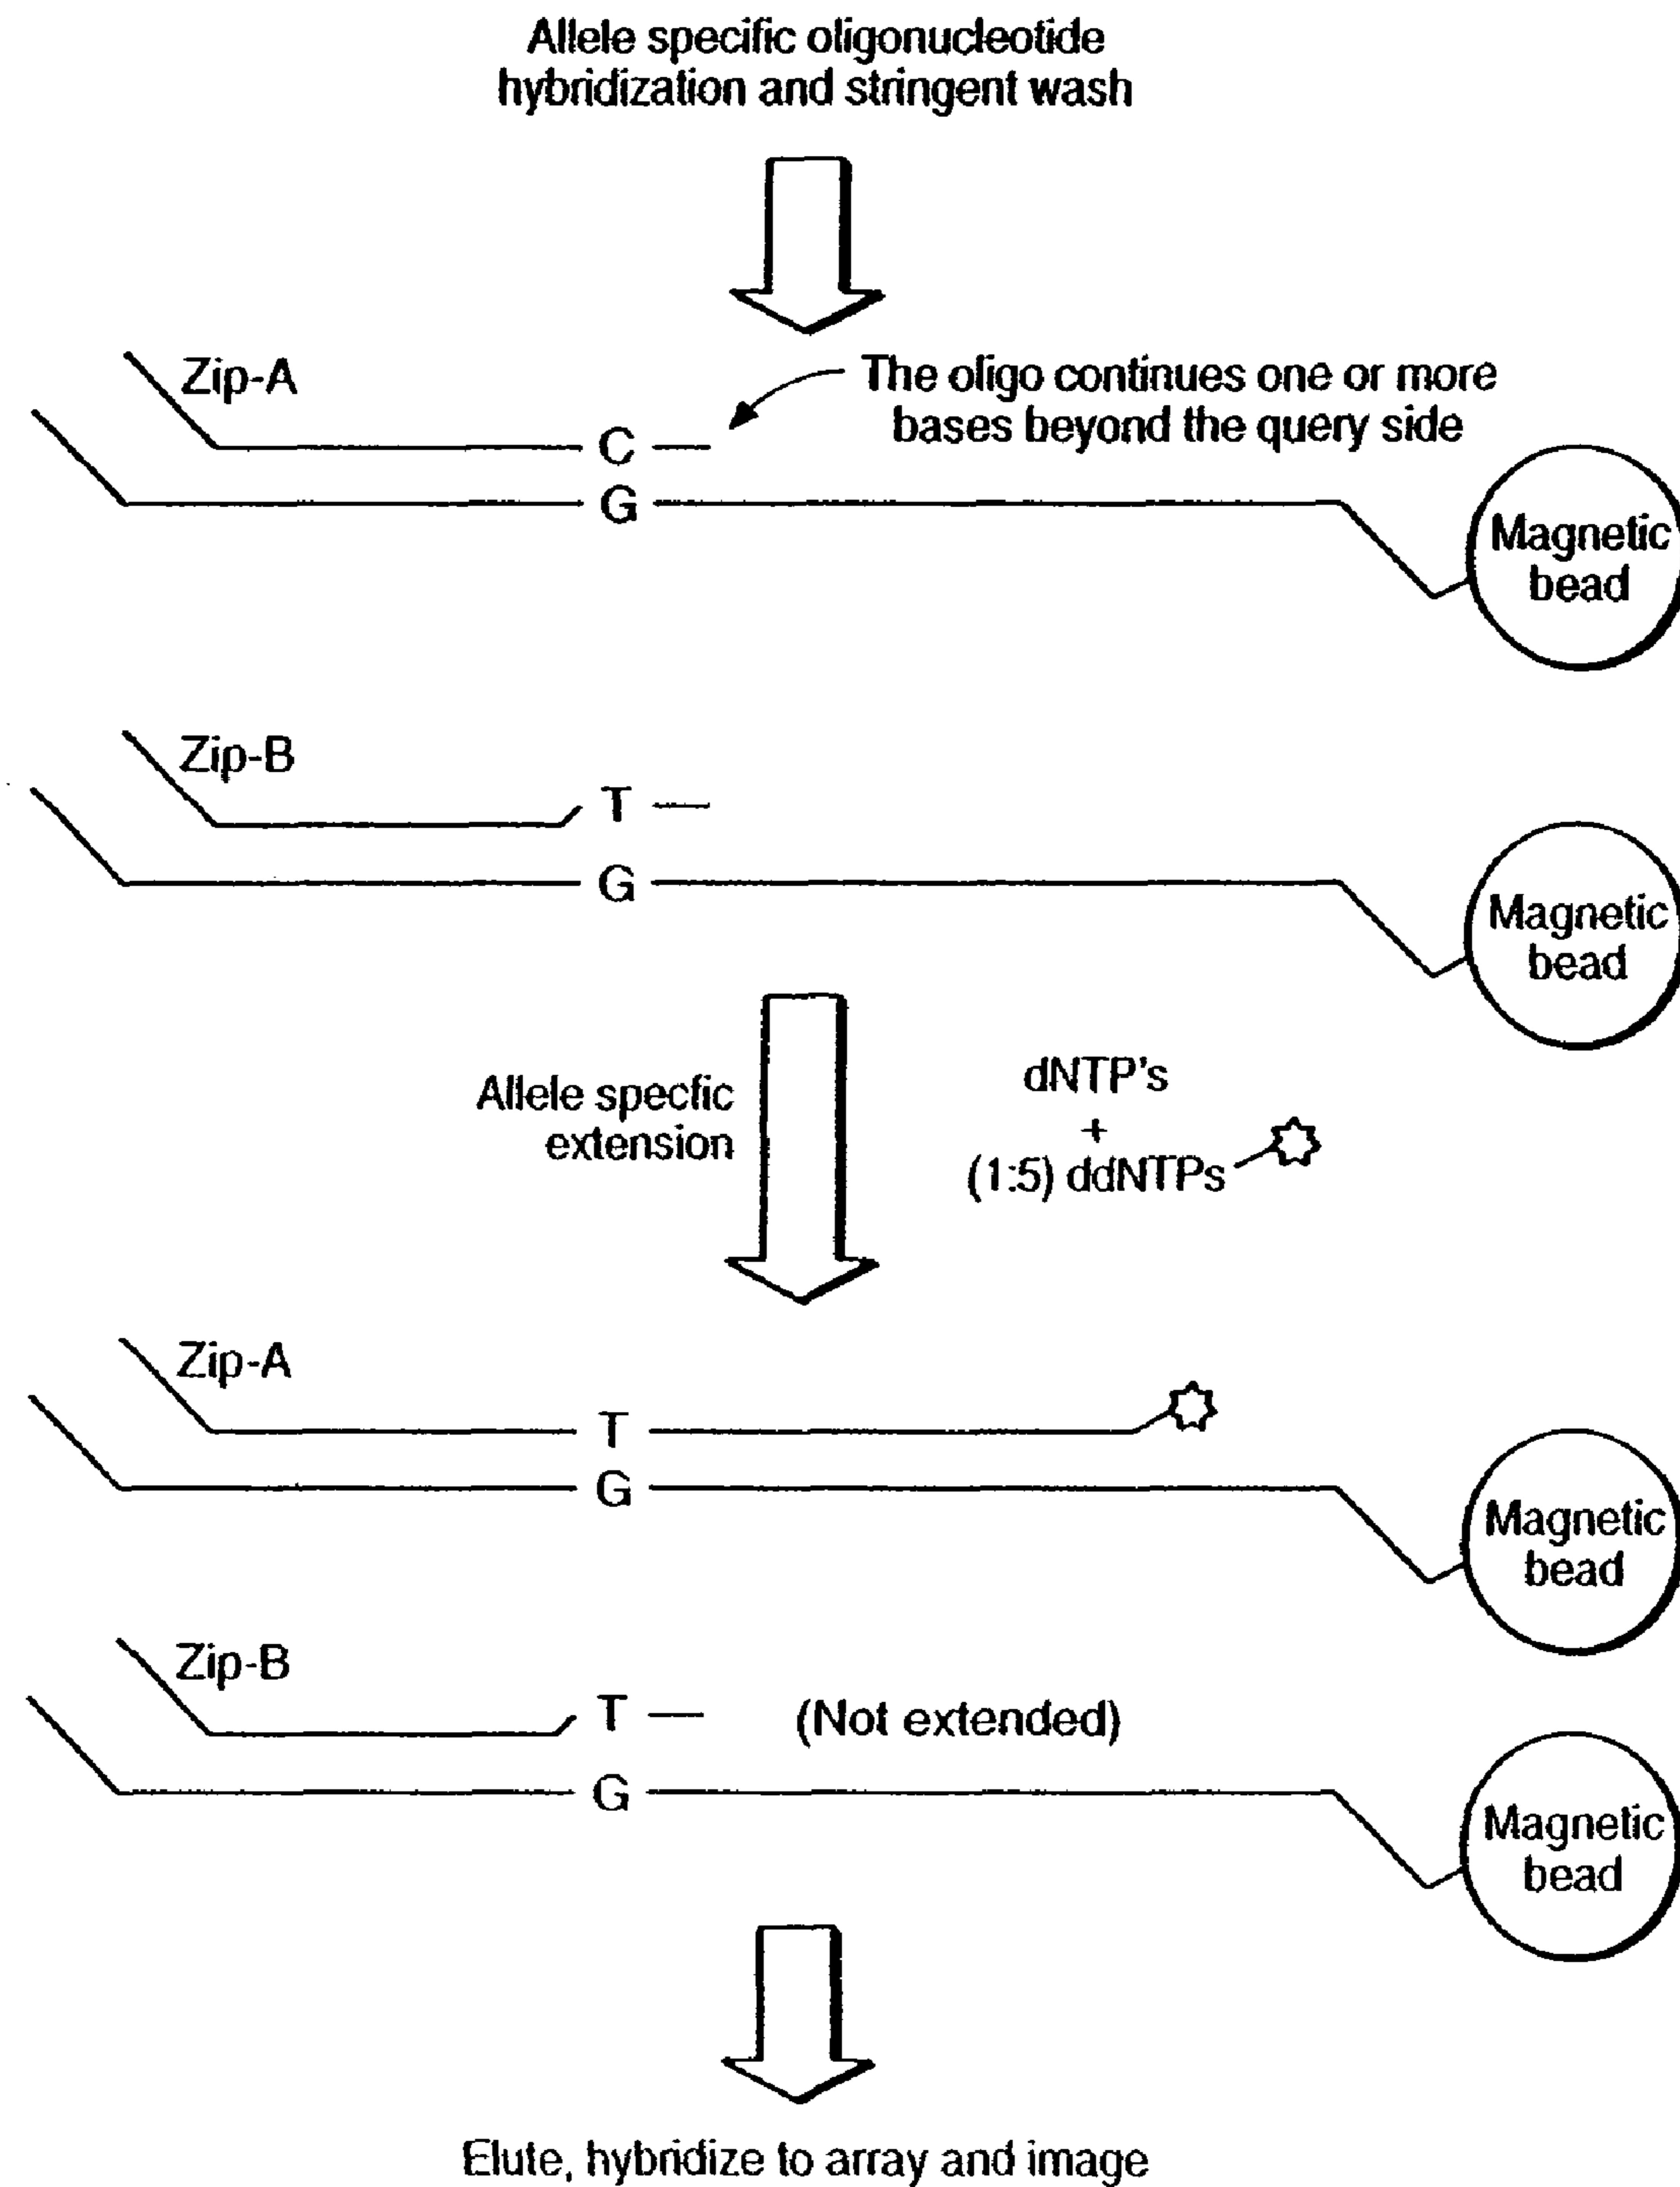 Allele specific oligonucleotide
hybridization and stringent wash
Zip-A
The oligo continues one or more
bases beyond the query side
C
G
Magnetic
bead
Zip-B
T
G
Magnetic
bead
Allele specfic
extension
dNTP's
+
(1:5) ddNTPs
Zip-A
T
G
Magnetic
bead
Zip-B
T
(Not extended)
G
Magnetic
bead
Elute, hybridize to array and image